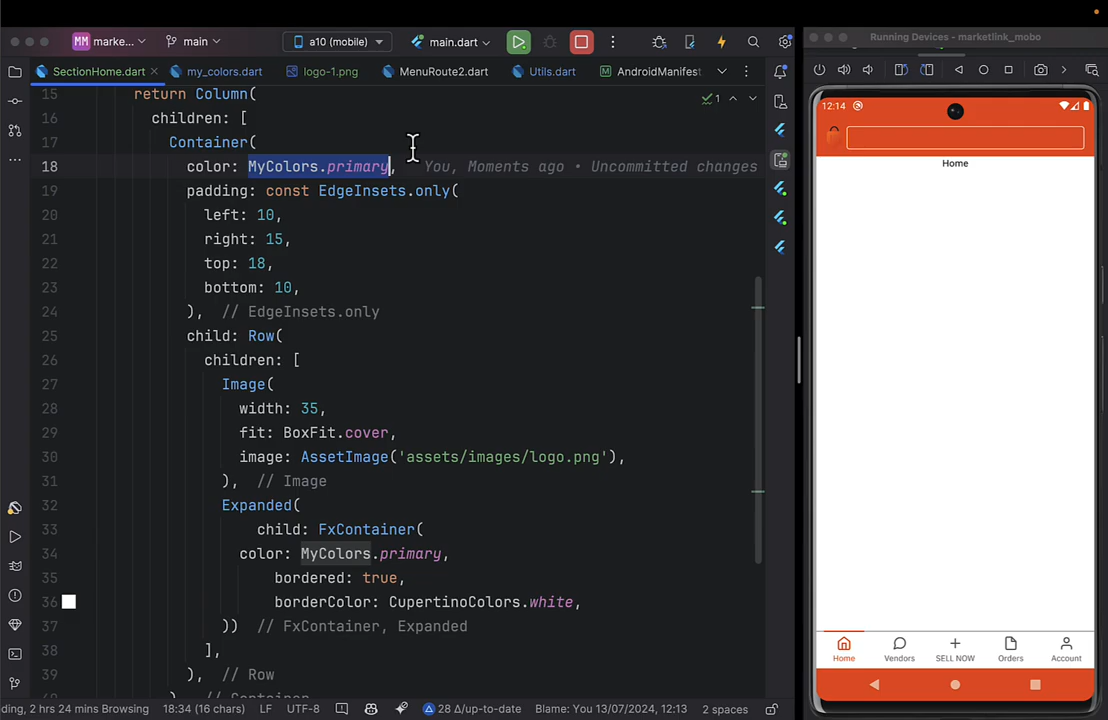 MM marke... main a10 (mobile) main.dart
Running Devices - marketlink_mobo
SectionHome.dart my_colors.dart logo-1.png MenuRoute2.dart Utils.dart AndroidManifest
15 return Column(
16 children: [
17 Container(
18 color: MyColors.primary, You, Moments ago • Uncommitted changes
19 padding: const EdgeInsets.only(
20 left: 10,
21 right: 15,
22 top: 18,
23 bottom: 10,
24 ), // EdgeInsets.only
25 child: Row(
26 children: [
27 Image(
28 width: 35,
29 fit: BoxFit.cover,
30 image: AssetImage('assets/images/logo.png'),
31 ), // Image
32 Expanded(
33 child: FxContainer(
34 color: MyColors.primary,
35 bordered: true,
36 borderColor: CupertinoColors.white,
37 )) // FxContainer, Expanded
38 ],
39 ), // Row
) // Container
1
12:14
Home
Home Vendors SELL NOW Orders Account
ding, 2 hrs 24 mins Browsing 18:34 (16 chars) LF UTF-8 28 Δ/up-to-date Blame: You 13/07/2024, 12:13 2 spaces